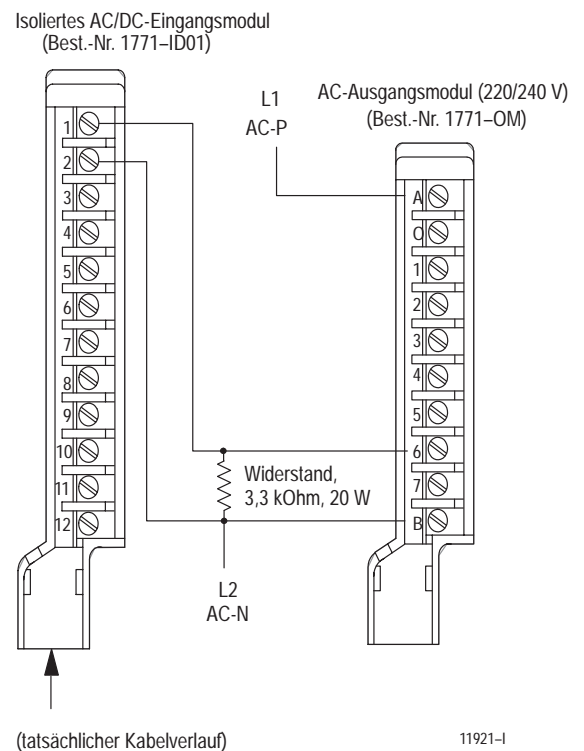 Isoliertes AC/DC-Eingangsmodul
(Best.-Nr. 1771–ID01)
L1
AC-P
AC-Ausgangsmodul (220/240 V)
(Best.-Nr. 1771–OM)
1
2
3
4
5
6
7
8
9
10
11
12
A
O
1
2
3
4
5
6
7
B
Widerstand,
3,3 kOhm, 20 W
L2
AC-N
(tatsächlicher Kabelverlauf)
11921–I